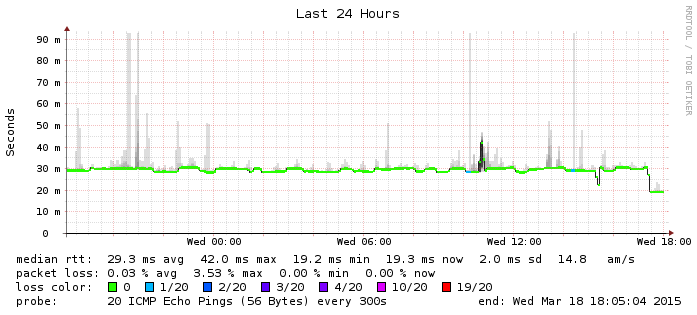 Last 24 Hours
RRDTOOL / TOBI OETIKER
Seconds
90 m
80 m
70 m
60 m
50 m
40 m
30 m
20 m
10 m
0
Wed 00:00 Wed 06:00 Wed 12:00 Wed 18:00
median rtt: 29.3 ms avg 42.0 ms max 19.2 ms min 19.3 ms now 2.0 ms sd 14.8 am/s
packet loss: 0.03 % avg 3.53 % max 0.00 % min 0.00 % now
loss color: 0 1/20 2/20 3/20 4/20 10/20 19/20
probe: 20 ICMP Echo Pings (56 Bytes) every 300s end: Wed Mar 18 18:05:04 2015